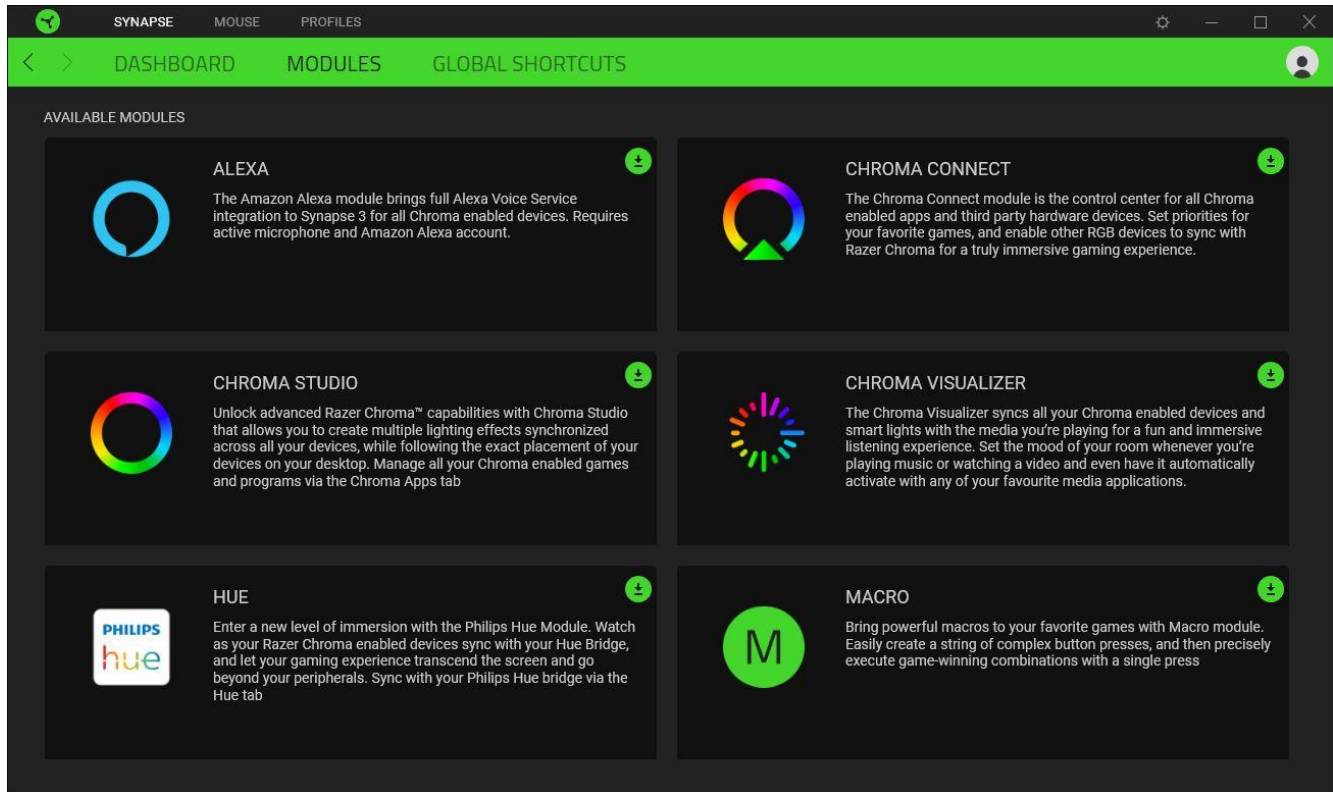 SYNAPSE MOUSE PROFILES
DASHBOARD MODULES GLOBAL SHORTCUTS
AVAILABLE MODULES
ALEXA
The Amazon Alexa module brings full Alexa Voice Service
integration to Synapse 3 for all Chroma enabled devices. Requires
active microphone and Amazon Alexa account.
CHROMA CONNECT
The Chroma Connect module is the control center for all Chroma
enabled apps and third party hardware devices. Set priorities for
your favorite games, and enable other RGB devices to sync with
Razer Chroma for a truly immersive gaming experience.
CHROMA STUDIO
Unlock advanced Razer Chroma™ capabilities with Chroma Studio
that allows you to create multiple lighting effects synchronized
across all your devices, while following the exact placement of your
devices on your desktop. Manage all your Chroma enabled games
and programs via the Chroma Apps tab
CHROMA VISUALIZER
The Chroma Visualizer syncs all your Chroma enabled devices and
smart lights with the media you're playing for a fun and immersive
listening experience. Set the mood of your room whenever you're
playing music or watching a video and even have it automatically
activate with any of your favourite media applications.
PHILIPS
hue
HUE
Enter a new level of immersion with the Philips Hue Module. Watch
as your Razer Chroma enabled devices sync with your Hue Bridge,
and let your gaming experience transcend the screen and go
beyond your peripherals. Sync with your Philips Hue bridge via the
Hue tab
M
MACRO
Bring powerful macros to your favorite games with Macro module.
Easily create a string of complex button presses, and then precisely
execute game-winning combinations with a single press